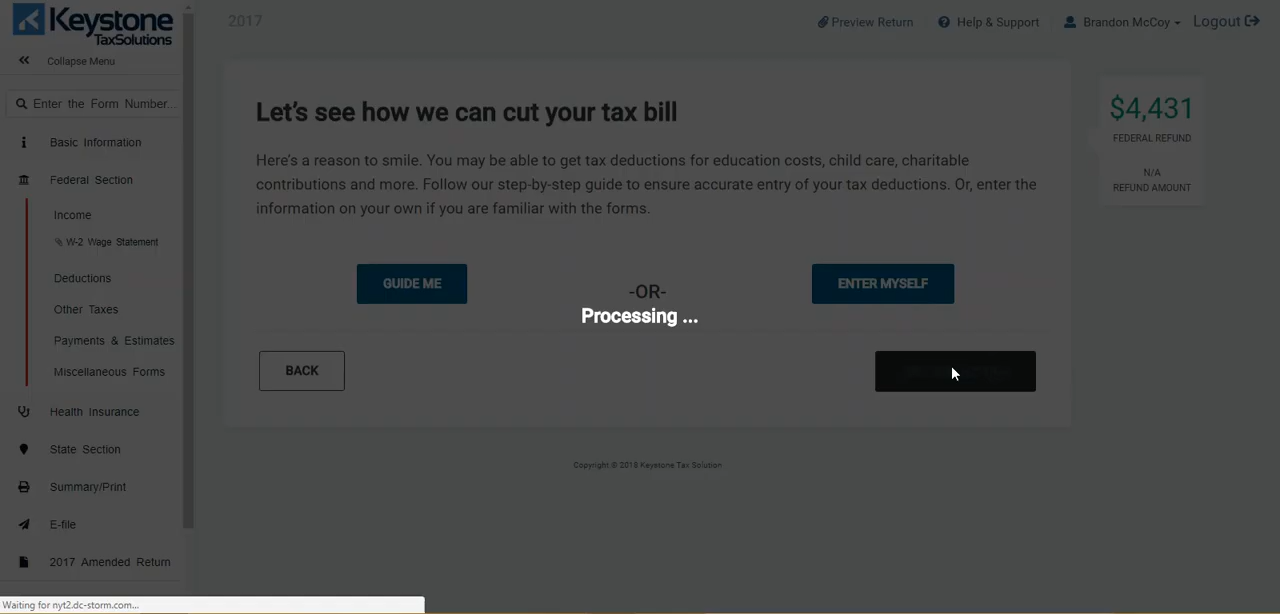 Keystone
TaxSolutions
Collapse Menu
Enter the Form Number...
Basic Information
Federal Section
Income
W-2 Wage Statement
Deductions
Other Taxes
Payments & Estimates
Miscellaneous Forms
Health Insurance
State Section
Summary/Print
E-file
2017 Amended Return
Waiting for nyt2.dc-storm.com...
2017
Preview Return
Help & Support
Brandon McCoy
Logout
Let's see how we can cut your tax bill
Here's a reason to smile. You may be able to get tax deductions for education costs, child care, charitable
contributions and more. Follow our step-by-step guide to ensure accurate entry of your tax deductions. Or, enter the
information on your own if you are familiar with the forms.
GUIDE ME
-OR-
ENTER MYSELF
Processing ...
BACK
Copyright © 2018 Keystone Tax Solution
$4,431
FEDERAL REFUND
N/A
REFUND AMOUNT